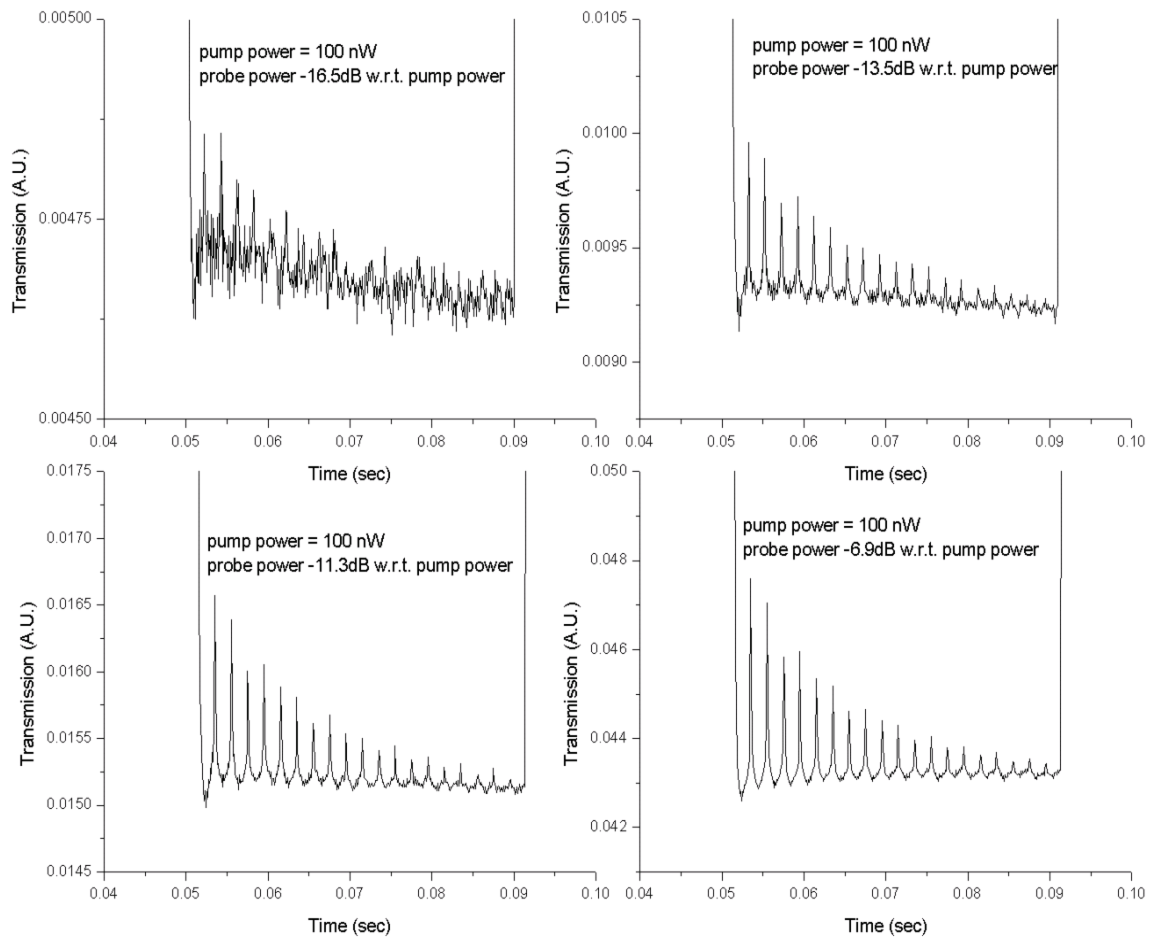 pump power = 100 nW
probe power -16.5dB w.r.t. pump power
Transmission (A.U.)
0.00500
0.00475
0.00450
0.04 0.05 0.06 0.07 0.08 0.09 0.10
Time (sec)
pump power = 100 nW
probe power -13.5dB w.r.t. pump power
Transmission (A.U.)
0.0105
0.0100
0.0095
0.0090
0.04 0.05 0.06 0.07 0.08 0.09 0.10
Time (sec)
pump power = 100 nW
probe power -11.3dB w.r.t. pump power
Transmission (A.U.)
0.0175
0.0170
0.0165
0.0160
0.0155
0.0150
0.0145
0.04 0.05 0.06 0.07 0.08 0.09 0.10
Time (sec)
pump power = 100 nW
probe power -6.9dB w.r.t. pump power
Transmission (A.U.)
0.050
0.048
0.046
0.044
0.042
0.04 0.05 0.06 0.07 0.08 0.09 0.10
Time (sec)